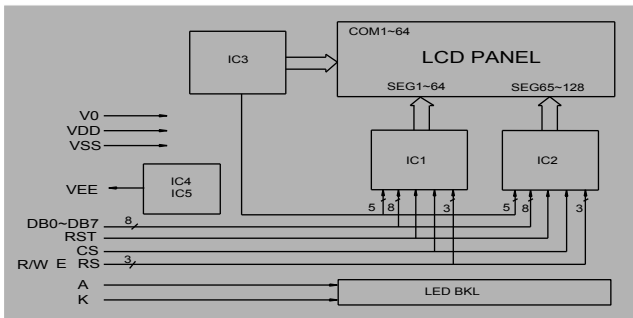 COM1~64
IC3
LCD PANEL
SEG1~64
SEG65~128
V0
VDD
VSS
IC1
IC2
IC4
IC5
VEE
5
8
3
5
8
3
DB0~DB7
8
RST
CS
R/W E RS
3
A
K
LED BKL